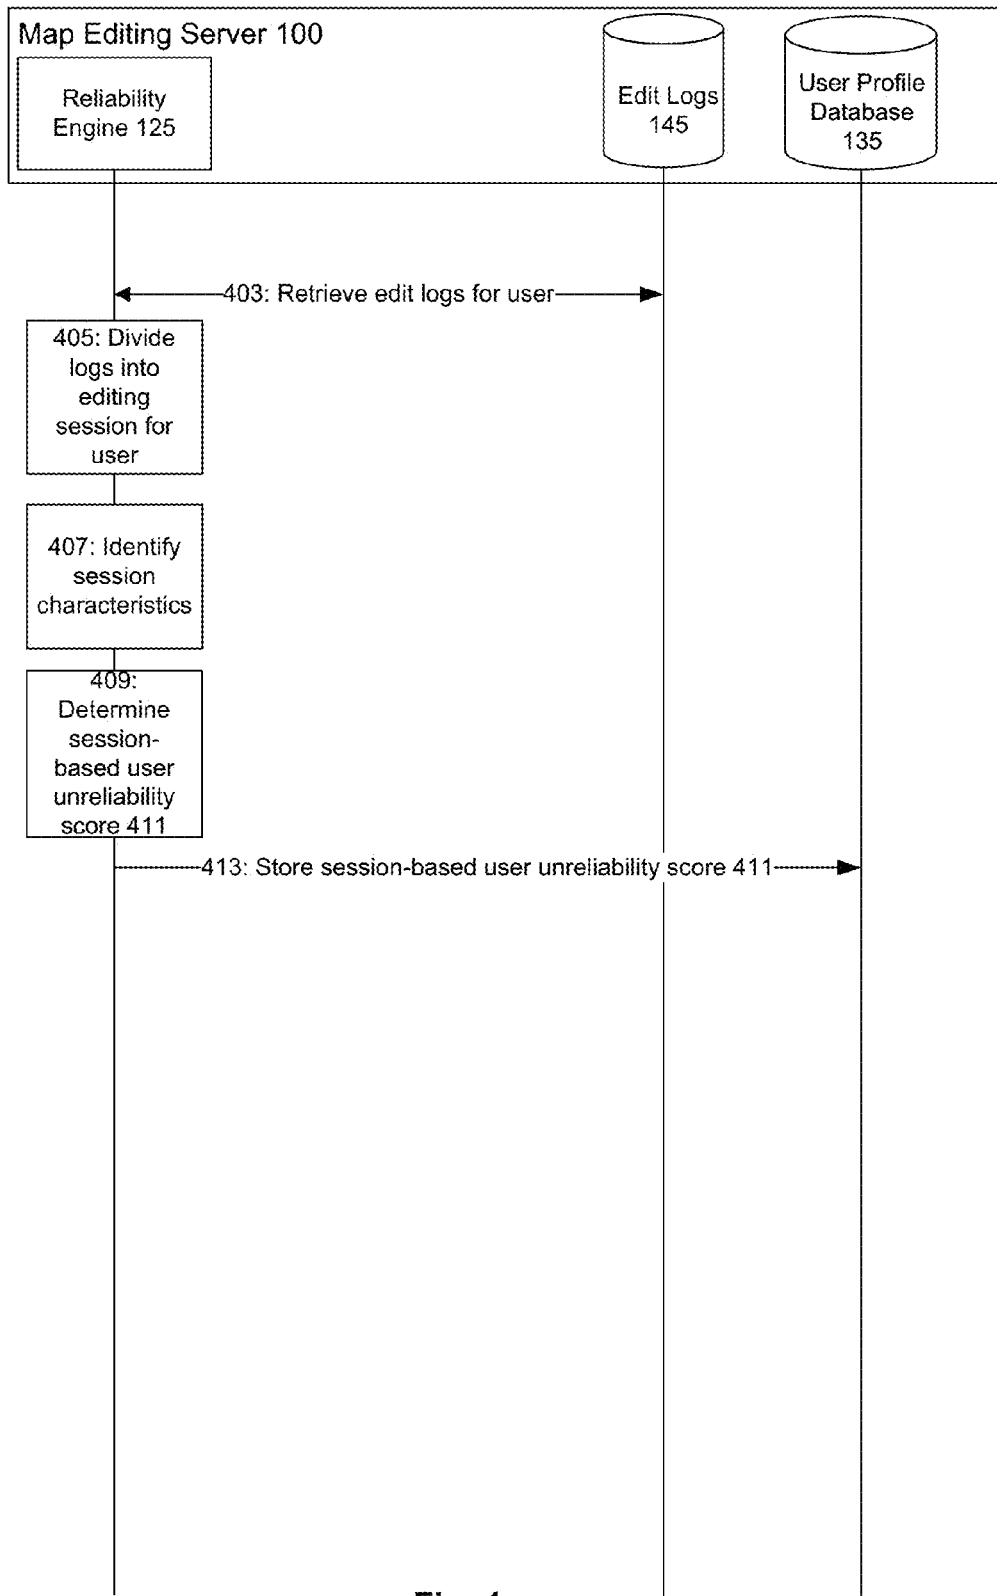 Map Editing Server 100
Reliability
Engine 125
Edit Logs
145
User Profile
Database
135
403: Retrieve edit logs for user
405: Divide
logs into
editing
session for
user
407: Identify
session
characteristics
409:
Determine
session-
based user
unreliability
score 411
413: Store session-based user unreliability score 411